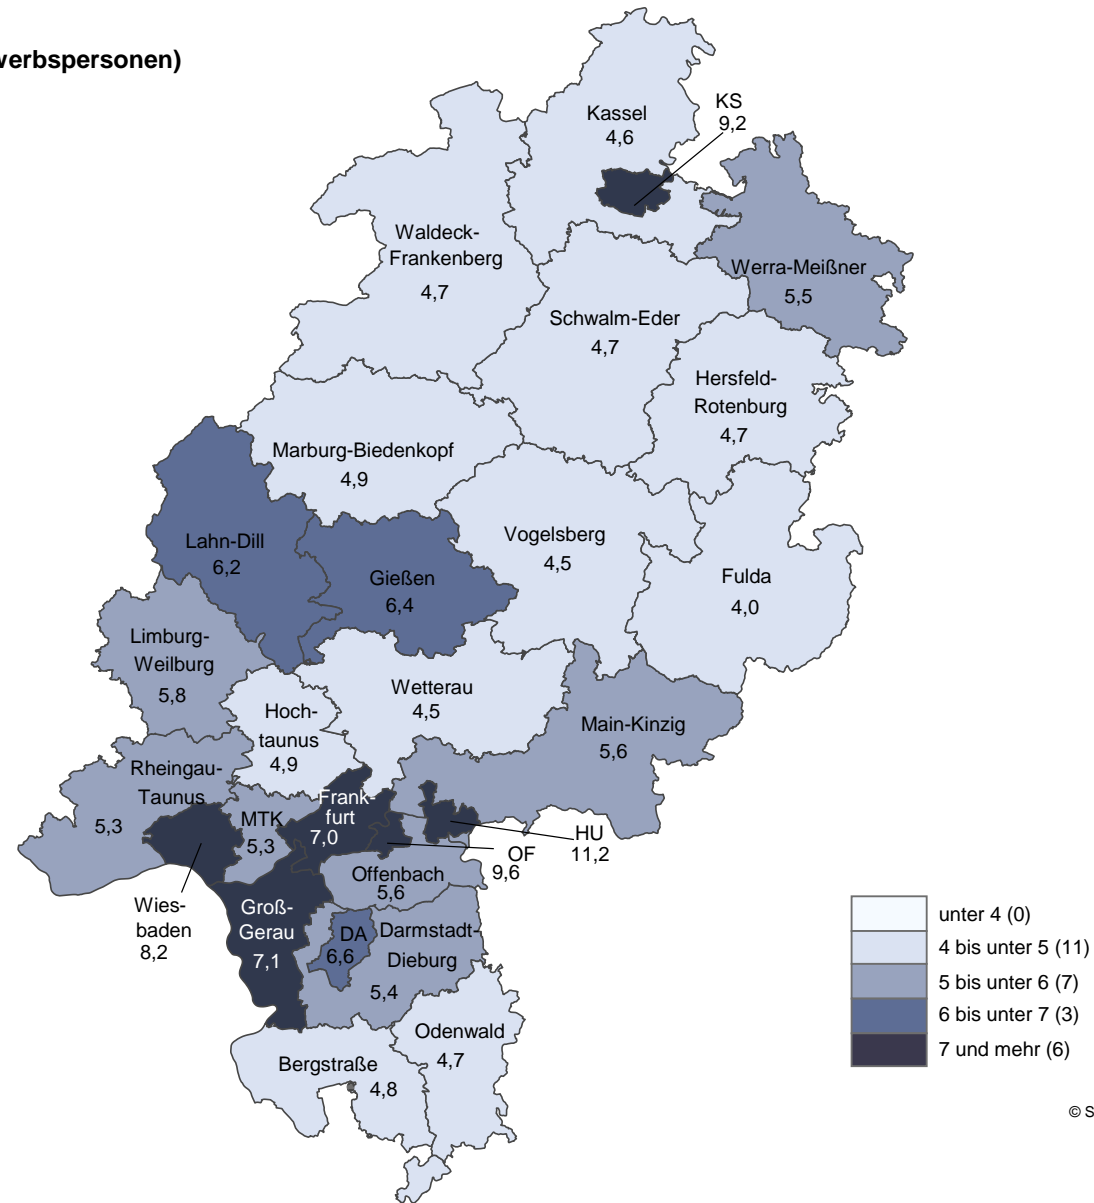 werbspersonen)
Kassel
4,6
KS
9,2
Waldeck-
Frankenberg
4,7
Werra-Meißner
5,5
Schwalm-Eder
4,7
Hersfeld-
Rotenburg
4,7
Marburg-Biedenkopf
4,9
Lahn-Dill
6,2
Gießen
6,4
Vogelsberg
4,5
Fulda
4,0
Limburg-
Weilburg
5,8
Wetterau
4,5
Hoch-
taunus
4,9
Main-Kinzig
5,6
Rheingau-
Taunus
5,3
MTK
5,3
Frank-
furt
7,0
HU
11,2
OF
9,6
Offenbach
5,6
Wies-
baden
8,2
Groß-
Gerau
7,1
DA
6,6
Darmstadt-
Dieburg
5,4
Odenwald
4,7
Bergstraße
4,8
unter 4 (0)
4 bis unter 5 (11)
5 bis unter 6 (7)
6 bis unter 7 (3)
7 und mehr (6)
© S